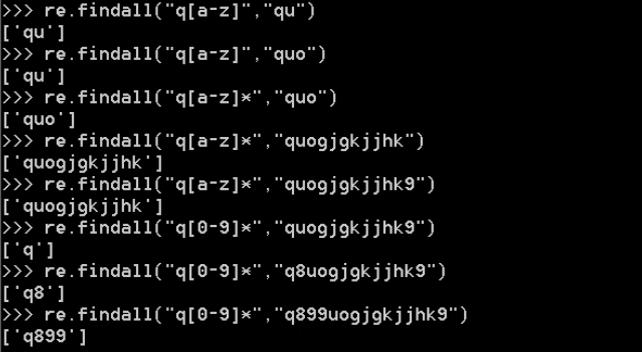 >>> re.findall("q[a-z]","qu")
['qu']
>>> re.findall("q[a-z]","quo")
['qu']
>>> re.findall("q[a-z]*","quo")
['quo']
>>> re.findall("q[a-z]*","quogjgkjjhk")
['quogjgkjjhk']
>>> re.findall("q[a-z]*","quogjgkjjhk9")
['quogjgkjjhk']
>>> re.findall("q[0-9]*","quogjgkjjhk9")
['q']
>>> re.findall("q[0-9]*","q8uogjgkjjhk9")
['q8']
>>> re.findall("q[0-9]*","q899uogjgkjjhk9")
['q899']